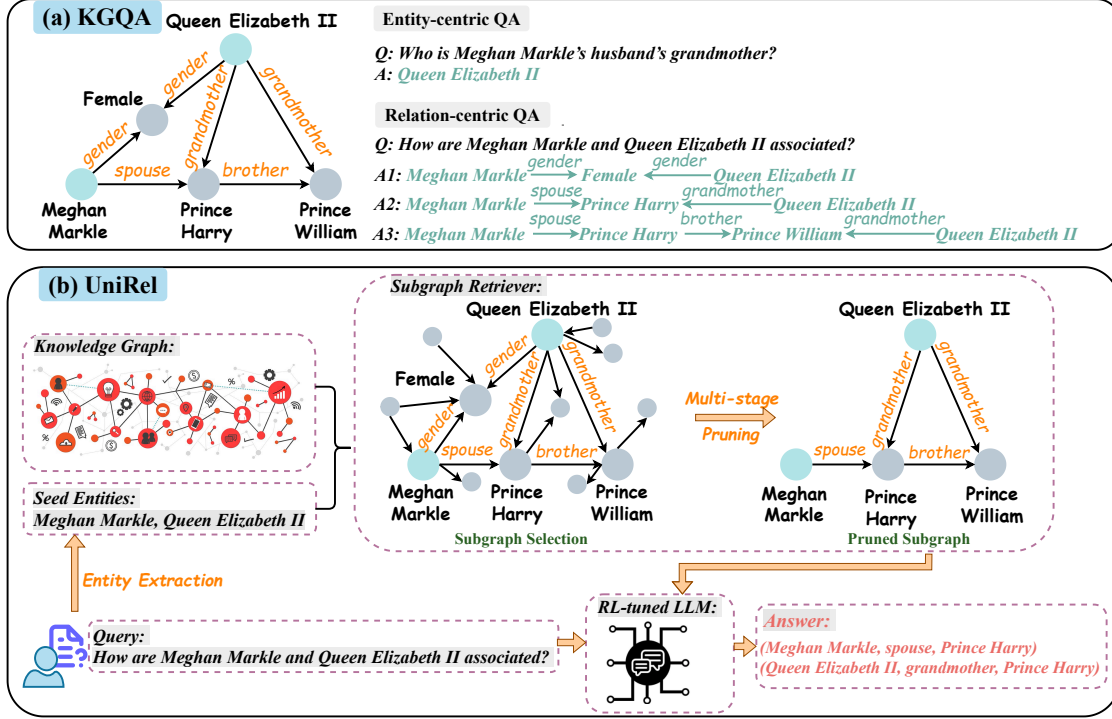 (a) KGQA
Queen Elizabeth II
gender
grandmother
grandmother
Female
gender
spouse
brother
Meghan
Markle
Prince
Harry
Prince
William
Entity-centric QA
Q: Who is Meghan Markle's husband's grandmother?
A: Queen Elizabeth II
Relation-centric QA
Q: How are Meghan Markle and Queen Elizabeth II associated?
A1: Meghan Markle gender Female gender Queen Elizabeth II
A2: Meghan Markle spouse Prince Harry grandmother Queen Elizabeth II
A3: Meghan Markle spouse Prince Harry brother Prince William grandmother Queen Elizabeth II
(b) UniRel
Knowledge Graph:
Seed Entities:
Meghan Markle, Queen Elizabeth II
Entity Extraction
Query:
How are Meghan Markle and Queen Elizabeth II associated?
Subgraph Retriever:
Queen Elizabeth II
gender
grandmother
grandmother
Female
gender
spouse
brother
Meghan
Markle
Prince
Harry
Prince
William
Subgraph Selection
Multi-stage
Pruning
Queen Elizabeth II
grandmother
grandmother
spouse
brother
Meghan
Markle
Prince
Harry
Prince
William
Pruned Subgraph
RL-tuned LLM:
Answer:
(Meghan Markle, spouse, Prince Harry)
(Queen Elizabeth II, grandmother, Prince Harry)